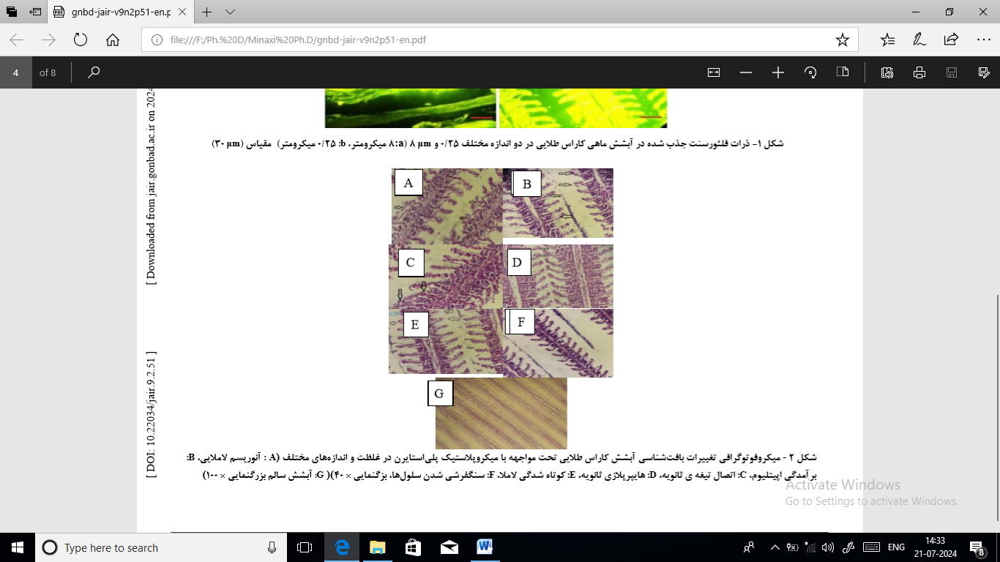 gnbd-jair-v9n2p51-en.p
file:///F:/Ph.%20D/Minaxi%20Ph.D/gnbd-jair-v9n2p51-en.pdf
4 of 8
[ Downloaded from jair.gonbad.ac.ir on 2024
شکل ۱- ذرات فلئورسنت جذب شده در آبشش ماهی کاراس طلایی در دو اندازه مختلف ۰/۲۵ و ۸ µm (۸:a میکرومتر، b: ۰/۲۵ میکرومتر) مقیاس (۳۰ µm)
A
B
C
D
E
F
G
[ DOI: 10.22034/jair.9.2.51 ]
شکل ۲ - میکروفوتوگرافی تغییرات بافت‌شناسی آبشش کاراس طلایی تحت مواجهه با میکروپلاستیک پلی‌استایرن در غلظت و اندازه‌های مختلف (A : آنوریسم لاملایی، B:
بر آمدگی اپیتلیوم، C: اتصال تیغه ی ثانویه، D: هایپرپلازی ثانویه، E: کوتاه شدگی لاملا، F: سنگفرشی شدن سلول‌ها، بزگنمایی × ۴۰)(G: آبشش سالم بزرگنمایی × ۱۰۰)
Activate Windows
Go to Settings to activate Windows.
Type here to search
ENG
14:33
21-07-2024
8